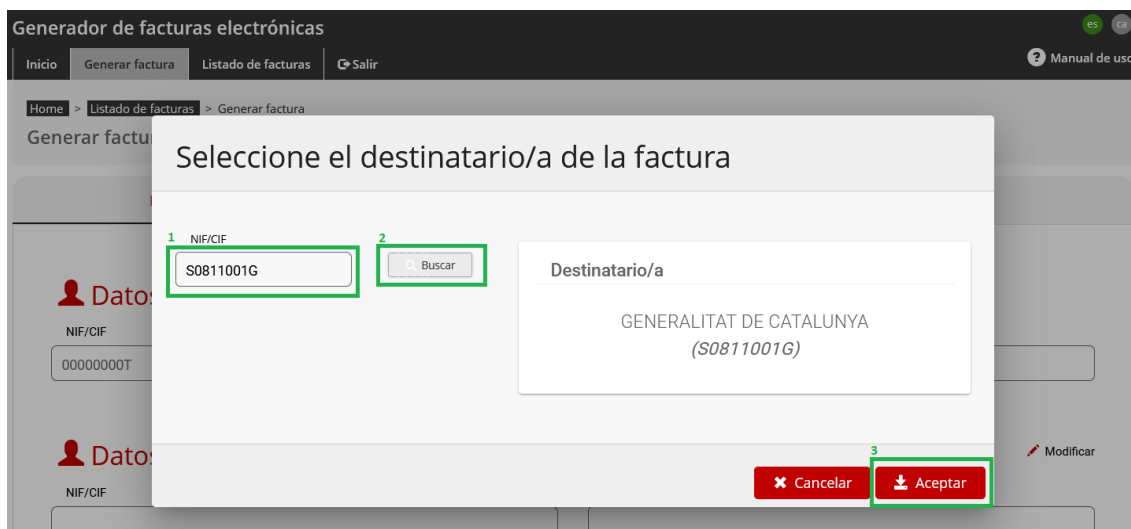 Generador de facturas electrónicas
es ca
Inicio Generar factura Listado de facturas Salir
? Manual de uso
Home > Listado de facturas > Generar factura
Generar factu
Seleccione el destinatario/a de la factura
1 NIF/CIF
2
S0811001G
Buscar
Destinatario/a
GENERALITAT DE CATALUNYA
(S0811001G)
Datos
NIF/CIF
00000000T
3
Cancelar Aceptar
Datos
Modificar
NIF/CIF